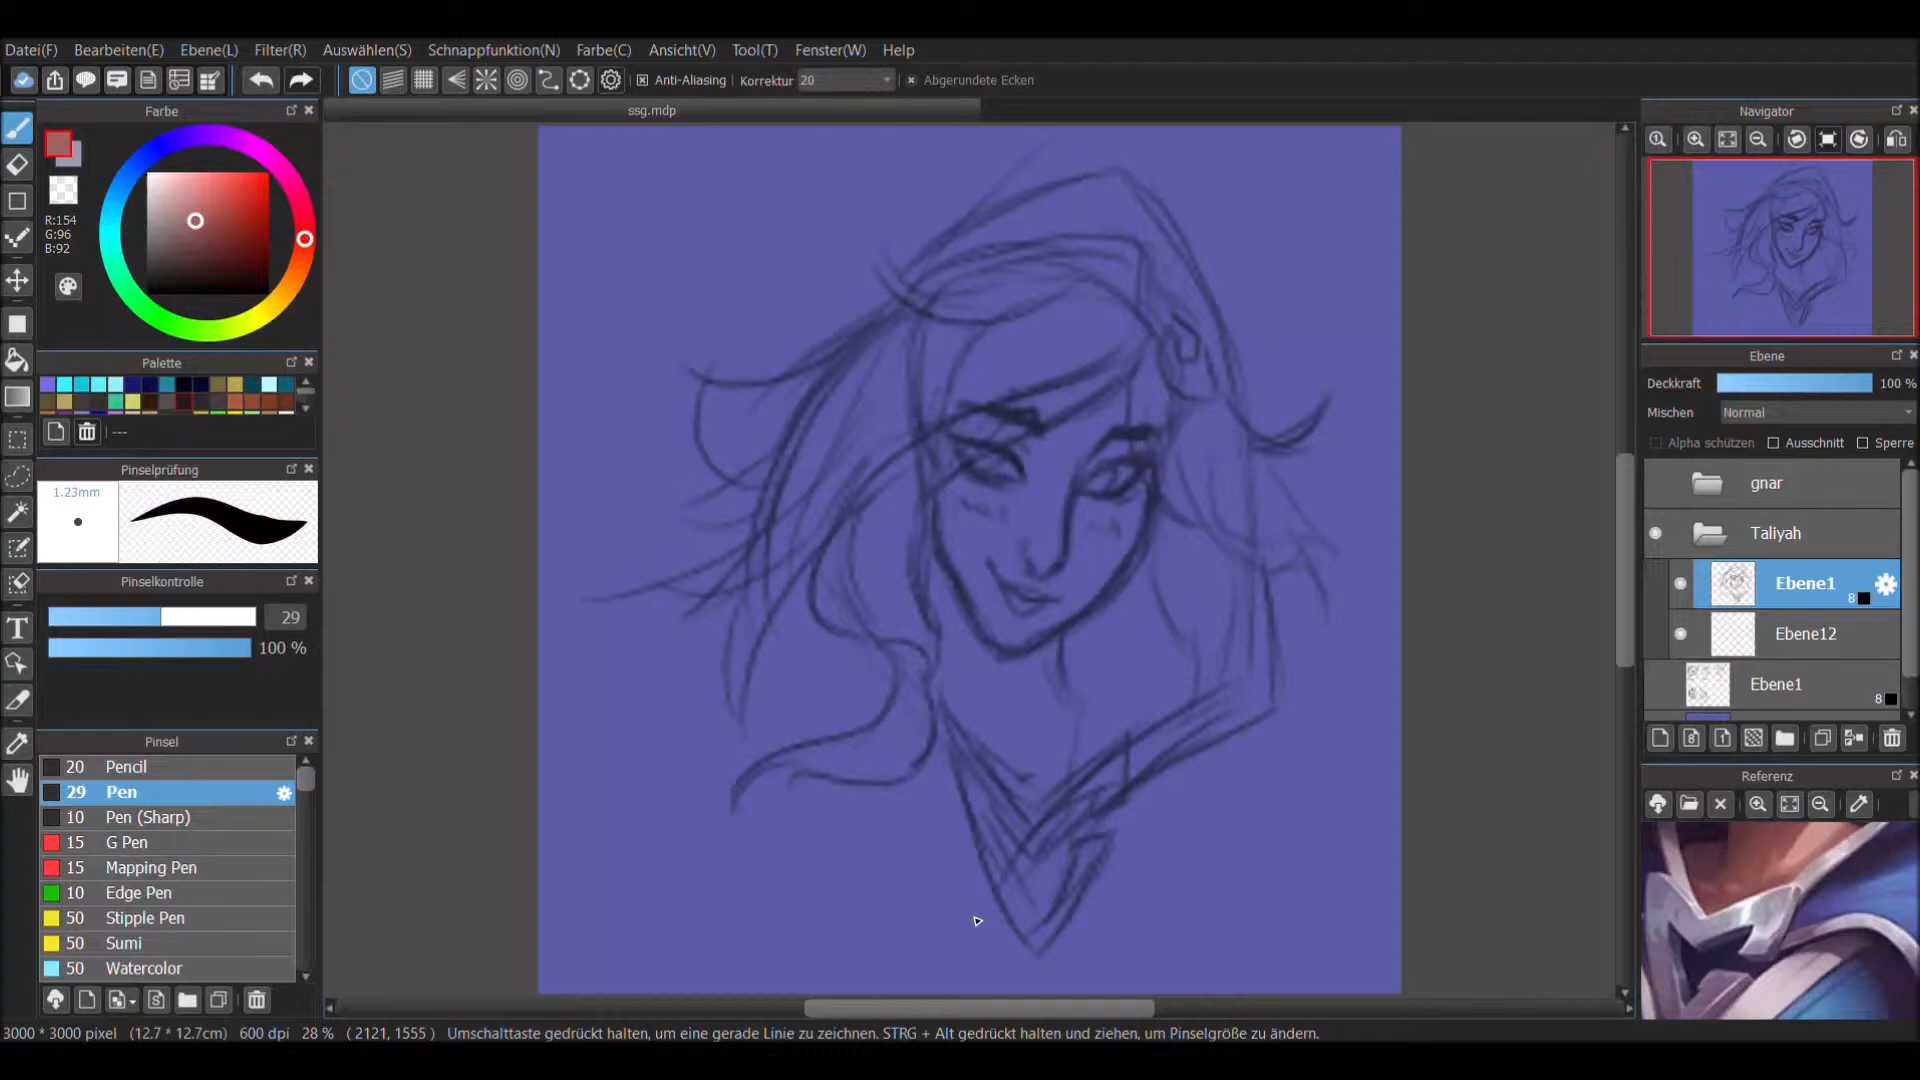 Datei(F) Bearbeiten(E) Ebene(L) Filter(R) Auswählen(S) Schnappfunktion(N) Farbe(C) Ansicht(V) Tool(T) Fenster(W) Help
Anti-Aliasing Korrektur 20 Abgerundete Ecken
Farbe
ssg.mdp
Navigator
R:154
G:96
B:92
Palette
---
Pinselprüfung
1.23mm
Pinselkontrolle
29
100 %
Pinsel
20 Pencil
29 Pen
10 Pen (Sharp)
15 G Pen
15 Mapping Pen
10 Edge Pen
50 Stipple Pen
50 Sumi
50 Watercolor
Ebene
Deckkraft 100 %
Mischen Normal
Alpha schützen Ausschnitt Sperre
gnar
Taliyah
Ebene1
8
Ebene12
Ebene1
8
8 1
Referenz
3000 * 3000 pixel (12.7 * 12.7cm) 600 dpi 28 % ( 2121, 1555 ) Umschalttaste gedrückt halten, um eine gerade Linie zu zeichnen. STRG + Alt gedrückt halten und ziehen, um Pinselgröße zu ändern.